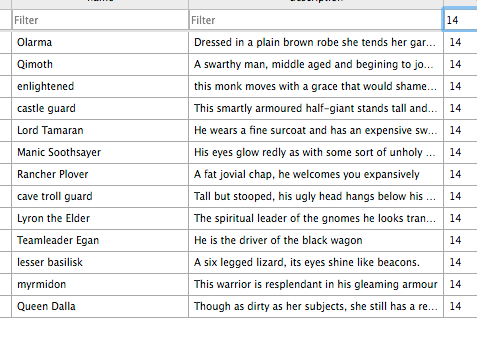 Filter Filter 14
Olarma Dressed in a plain brown robe she tends her gar... 14
Qimoth A swarthy man, middle aged and begining to jo... 14
enlightened this monk moves with a grace that would shame... 14
castle guard This smartly armoured half-giant stands tall and... 14
Lord Tamaran He wears a fine surcoat and has an expensive sw... 14
Manic Soothsayer His eyes glow redly as with some sort of unholy ... 14
Rancher Plover A fat jovial chap, he welcomes you expansively 14
cave troll guard Tall but stooped, his ugly head hangs below his ... 14
Lyron the Elder The spiritual leader of the gnomes he looks tran... 14
Teamleader Egan He is the driver of the black wagon 14
lesser basilisk A six legged lizard, its eyes shine like beacons. 14
myrmidon This warrior is resplendant in his gleaming armour 14
Queen Dalla Though as dirty as her subjects, she still has a re... 14